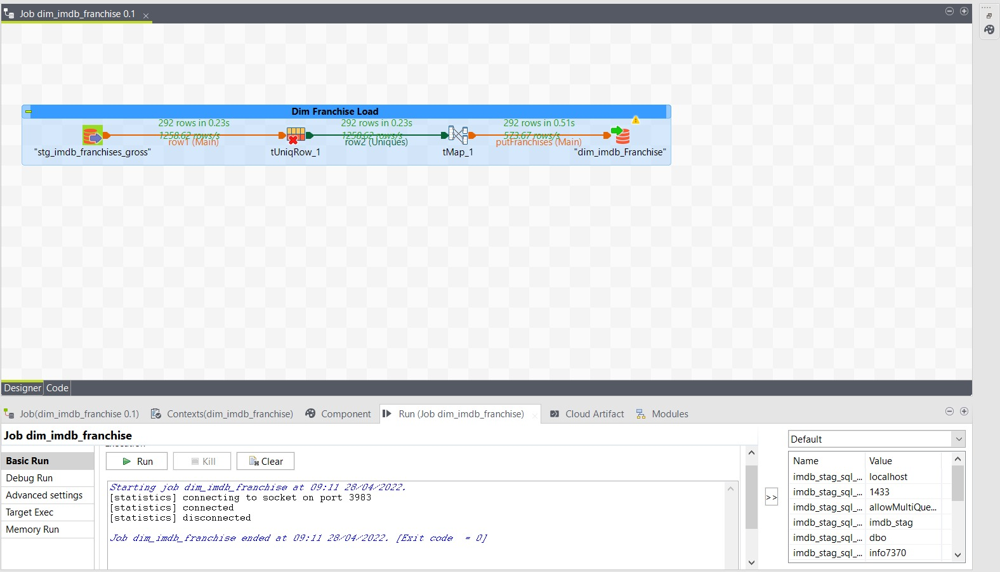 Job dim_imdb_franchise 0.1
Dim Franchise Load
292 rows in 0.23s
1258.62 rows/s
row1 (Main)
292 rows in 0.23s
1258.62 rows/s
row2 (Uniques)
292 rows in 0.51s
573.67 rows/s
putFranchises (Main)
"stg_imdb_franchises_gross"
tUniqRow_1
tMap_1
"dim_imdb_Franchise"
Designer
Code
Job(dim_imdb_franchise 0.1)
Contexts(dim_imdb_franchise)
Component
Run (Job dim_imdb_franchise)
Cloud Artifact
Modules
Job dim_imdb_franchise
Basic Run
Debug Run
Advanced settings
Target Exec
Memory Run
Execution
Run
Kill
Clear
Starting job dim_imdb_franchise at 09:11 28/04/2022.
[statistics] connecting to socket on port 3983
[statistics] connected
[statistics] disconnected
Job dim_imdb_franchise ended at 09:11 28/04/2022. [Exit code  = 0]
>>
Default
Name Value
imdb_stag_sql_... localhost
imdb_stag_sql_... 1433
imdb_stag_sql_... allowMultiQue...
imdb_stag_sql_... imdb_stag
imdb_stag_sql_... dbo
imdb_stag_sql_... info7370